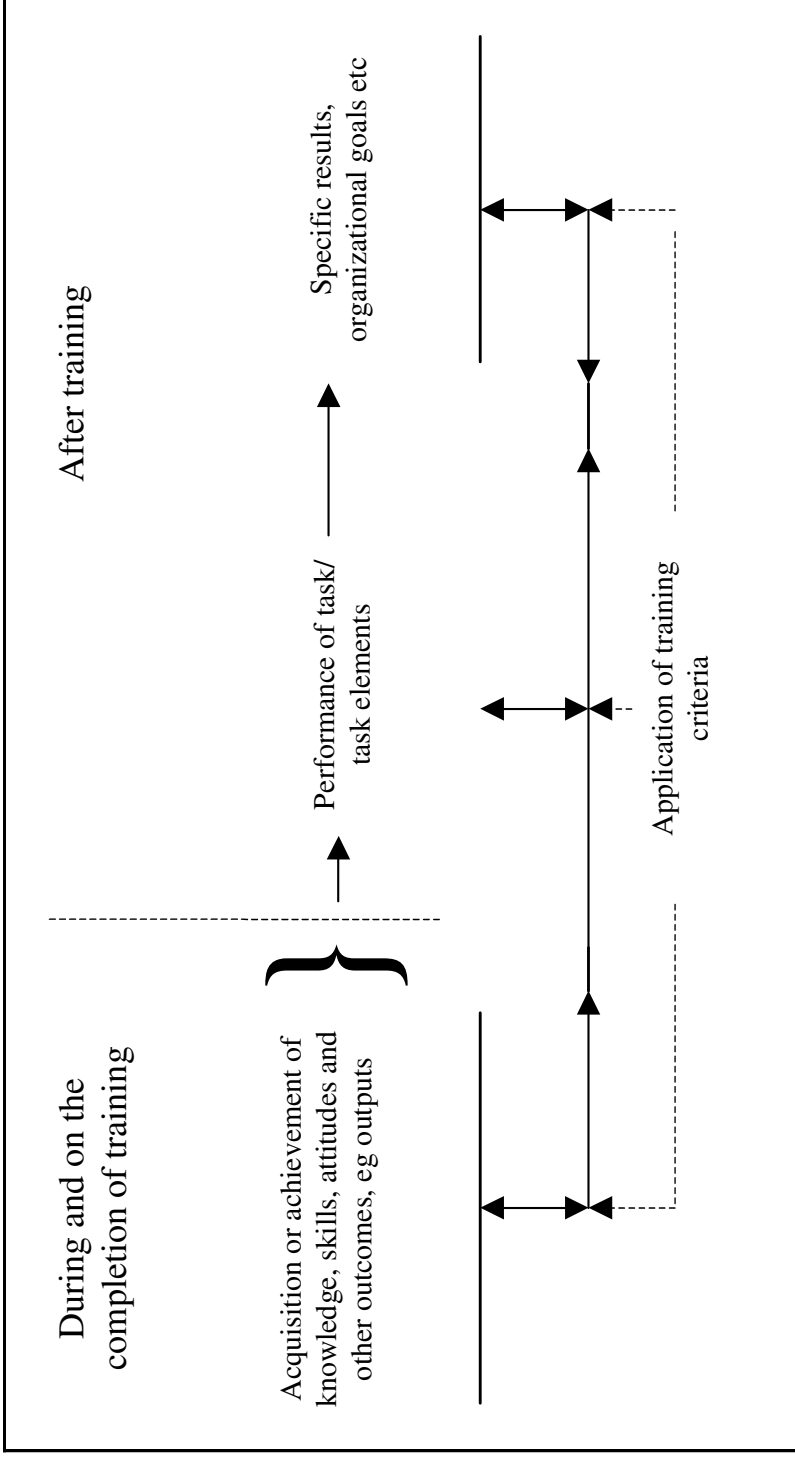 During and on the
completion of training
After training
Acquisition or achievement of
knowledge, skills, attitudes and
other outcomes, eg outputs
Performance of task/
task elements
Specific results,
organizational goals etc
Application of training
criteria